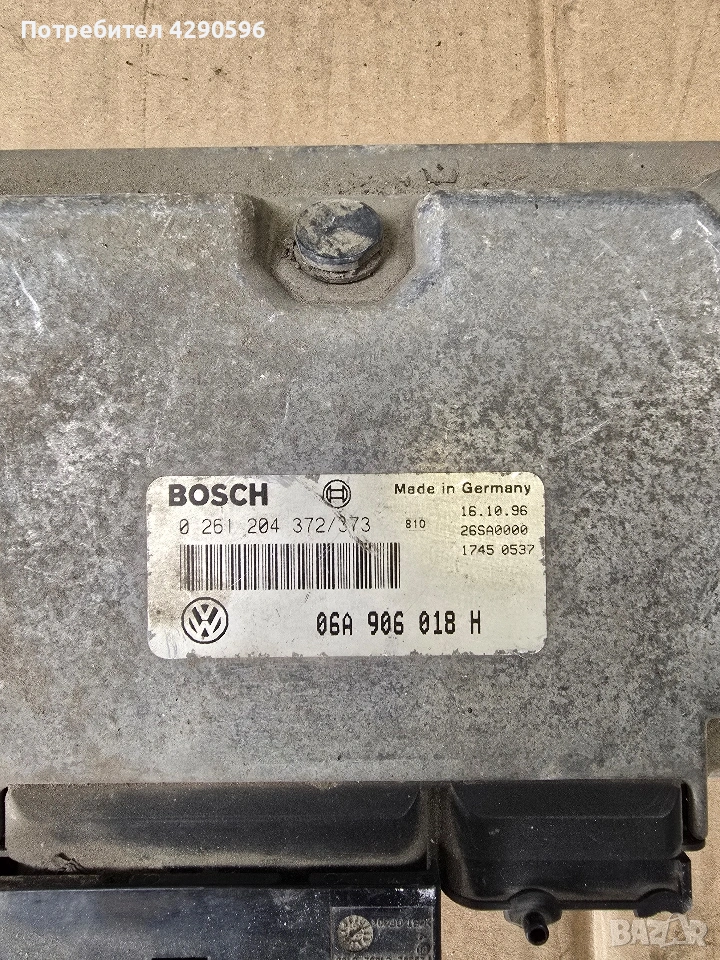 Потребител 4290596
BOSCH
Made in Germany
0 261 204 372/373
810
16.10.96
26SA0000
1745 0537
06A 906 018 H
BAZAR